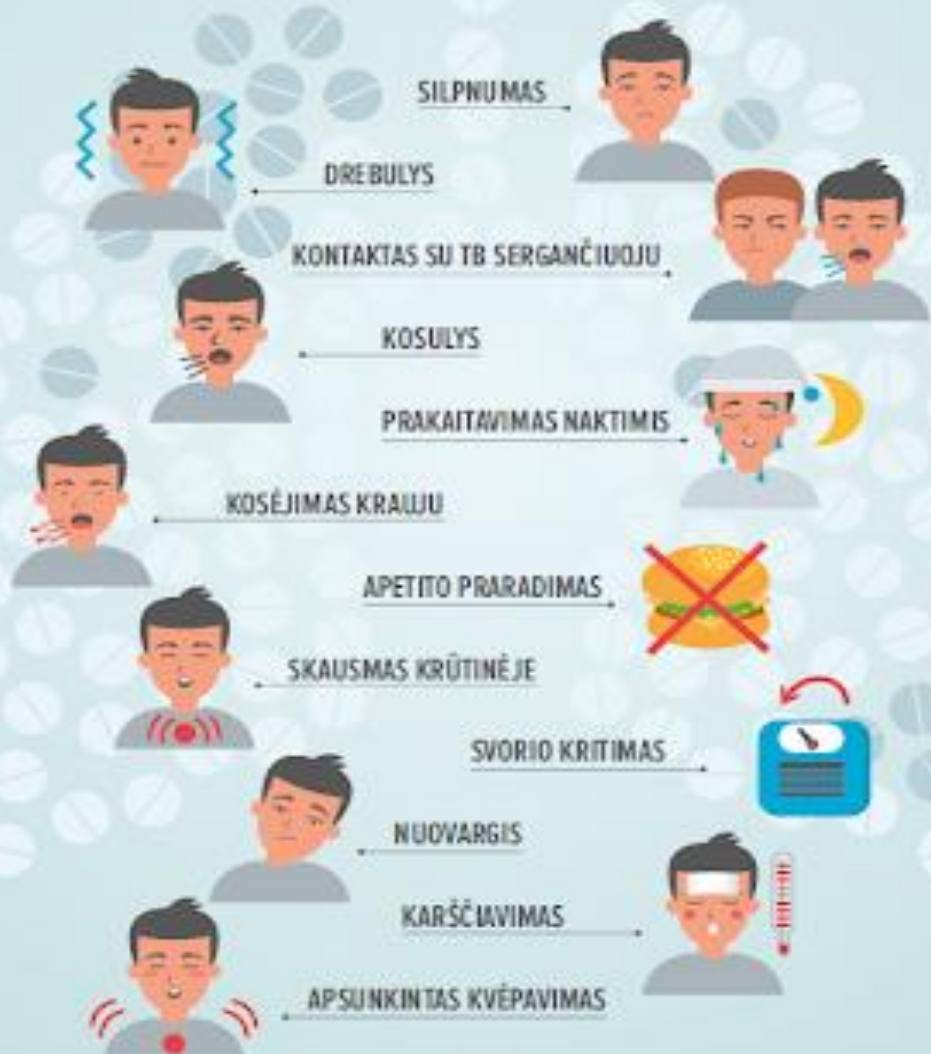 SILPNUMAS
DREBULYS
KONTAKTAS SU TB SERGANČIUOJU
KOSULYS
PRAKAITAVIMAS NAKTIMIS
KOSĖJIMAS KRAUJU
APETITO PRARADIMAS
SKAUSMAS KRŪTINĖJE
SVORIO KRITIMAS
NUOVARGIS
KARŠČIAVIMAS
APSUNKINTAS KVĖPAVIMAS